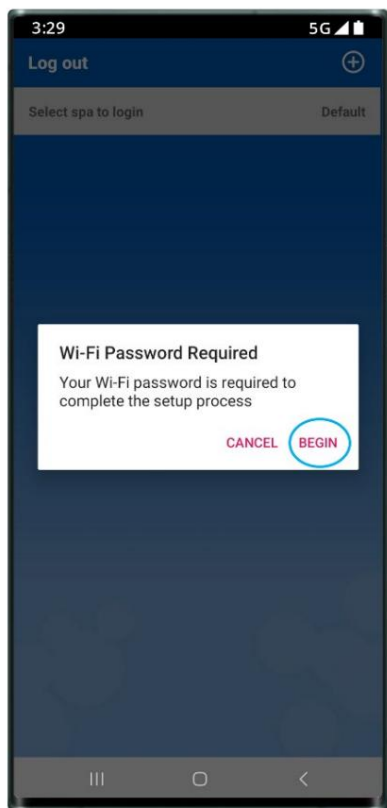 3:29 5G
Log out
Select spa to login Default
Wi-Fi Password Required
Your Wi-Fi password is required to
complete the setup process
CANCEL BEGIN